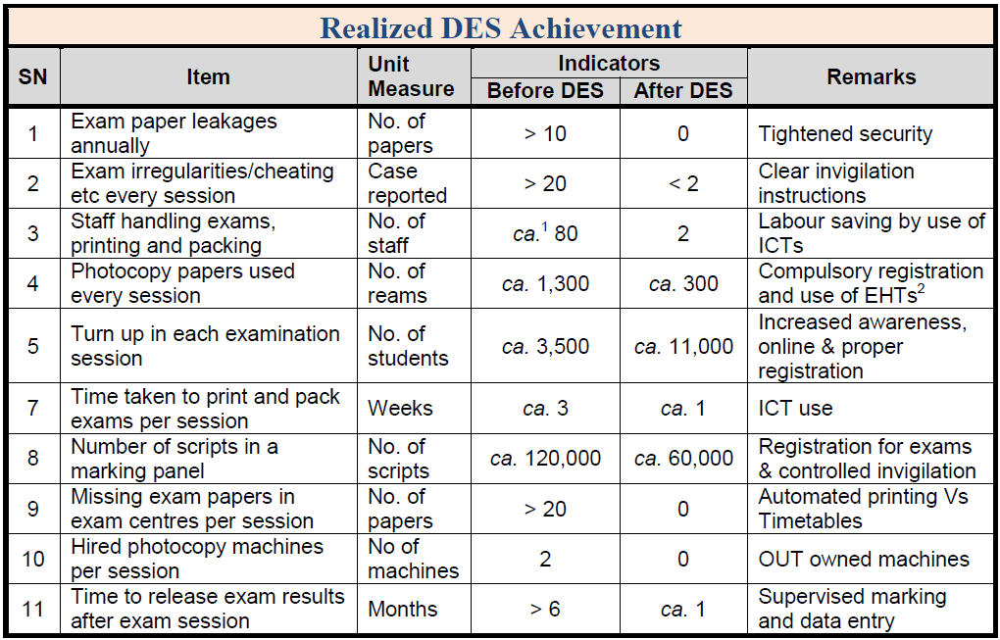 Realized DES Achievement
SN Item Unit Measure Indicators Remarks
Before DES After DES
1 Exam paper leakages annually No. of papers > 10 0 Tightened security
2 Exam irregularities/cheating etc every session Case reported > 20 < 2 Clear invigilation instructions
3 Staff handling exams, printing and packing No. of staff ca.¹ 80 2 Labour saving by use of ICTs
4 Photocopy papers used every session No. of reams ca. 1,300 ca. 300 Compulsory registration and use of EHTs²
5 Turn up in each examination session No. of students ca. 3,500 ca. 11,000 Increased awareness, online & proper registration
7 Time taken to print and pack exams per session Weeks ca. 3 ca. 1 ICT use
8 Number of scripts in a marking panel No. of scripts ca. 120,000 ca. 60,000 Registration for exams & controlled invigilation
9 Missing exam papers in exam centres per session No. of papers > 20 0 Automated printing Vs Timetables
10 Hired photocopy machines per session No of machines 2 0 OUT owned machines
11 Time to release exam results after exam session Months > 6 ca. 1 Supervised marking and data entry